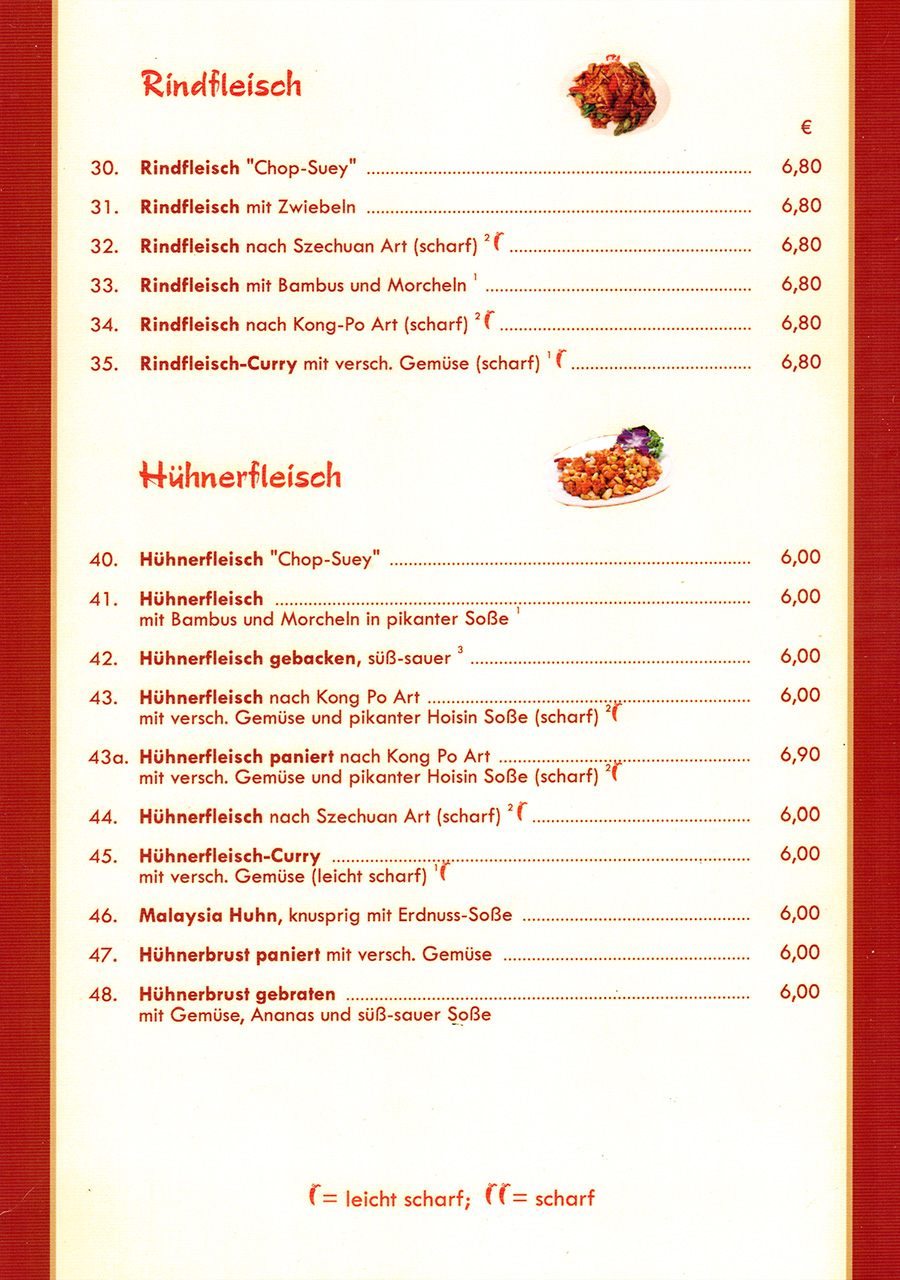 Rindfleisch
€
30. Rindfleisch "Chop-Suey" 6,80
31. Rindfleisch mit Zwiebeln 6,80
32. Rindfleisch nach Szechuan Art (scharf) ² 6,80
33. Rindfleisch mit Bambus und Morcheln ¹ 6,80
34. Rindfleisch nach Kong-Po Art (scharf) ² 6,80
35. Rindfleisch-Curry mit versch. Gemüse (scharf) ¹ 6,80
Hühnerfleisch
40. Hühnerfleisch "Chop-Suey" 6,00
41. Hühnerfleisch 6,00
mit Bambus und Morcheln in pikanter Soße ¹
42. Hühnerfleisch gebacken, süß-sauer ³ 6,00
43. Hühnerfleisch nach Kong Po Art 6,00
mit versch. Gemüse und pikanter Hoisin Soße (scharf) ²
43a. Hühnerfleisch paniert nach Kong Po Art 6,90
mit versch. Gemüse und pikanter Hoisin Soße (scharf) ²
44. Hühnerfleisch nach Szechuan Art (scharf) ² 6,00
45. Hühnerfleisch-Curry 6,00
mit versch. Gemüse (leicht scharf) ¹
46. Malaysia Huhn, knusprig mit Erdnuss-Soße 6,00
47. Hühnerbrust paniert mit versch. Gemüse 6,00
48. Hühnerbrust gebraten 6,00
mit Gemüse, Ananas und süß-sauer Soße
= leicht scharf; = scharf